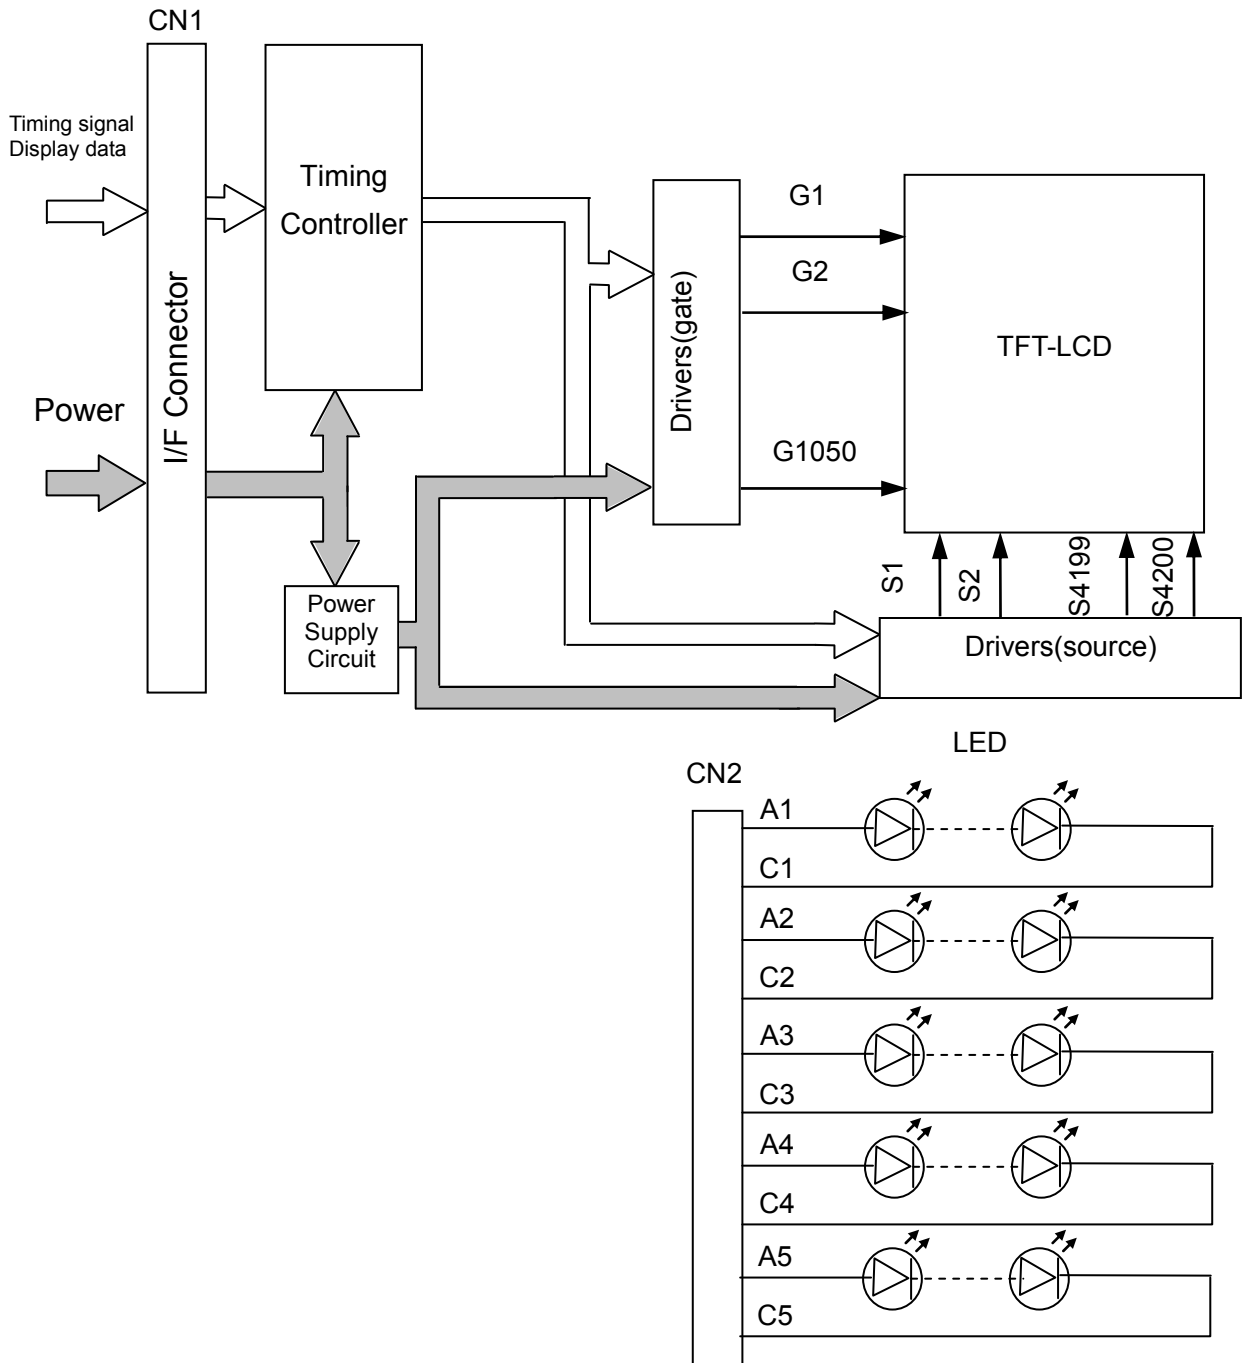 CN1
Timing signal
Display data
I/F Connector
Power
Timing
Controller
Power
Supply
Circuit
Drivers(gate)
G1
G2
G1050
TFT-LCD
S1
S2
S4199
S4200
Drivers(source)
LED
CN2
A1
C1
A2
C2
A3
C3
A4
C4
A5
C5